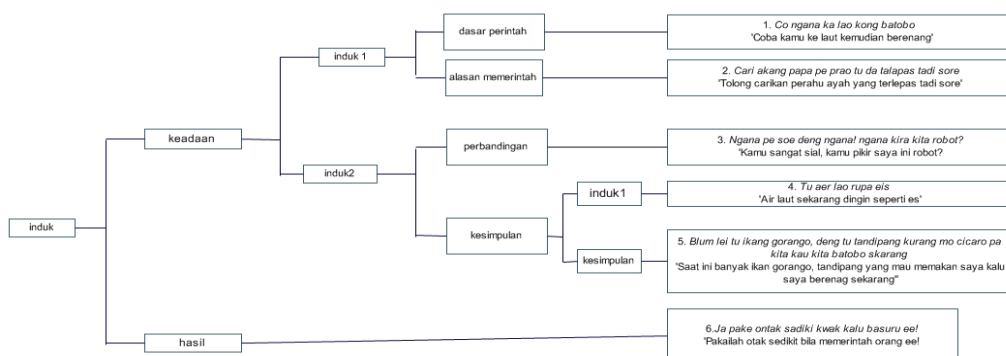 induk
keadaan
hasil
induk 1
induk2
dasar perintah
alasan memerintah
perbandingan
kesimpulan
induk1
kesimpulan
1. Co ngana ka lao kong batobo
'Coba kamu ke laut kemudian berenang'
2. Cari akang papa pe prao tu da talapas tadi sore
'Tolong carikan perahu ayah yang terlepas tadi sore'
3. Ngana pe soe deng ngana! ngana kira kita robot?
'Kamu sangat sial, kamu pikir saya ini robot?
4. Tu aer lao rupa eis
'Air laut sekarang dingin seperti es'
5. Blum lei tu ikang gorango, deng tu tandipang kurang mo cicaro pa
kita kau kita batobo skarang
'Saat ini banyak ikan gorango, tandipang yang mau memakan saya kalu
saya berenag sekarang"
6.Ja pake ontak sadiki kwak kalu basuru ee!
'Pakailah otak sedikit bila memerintah orang ee!